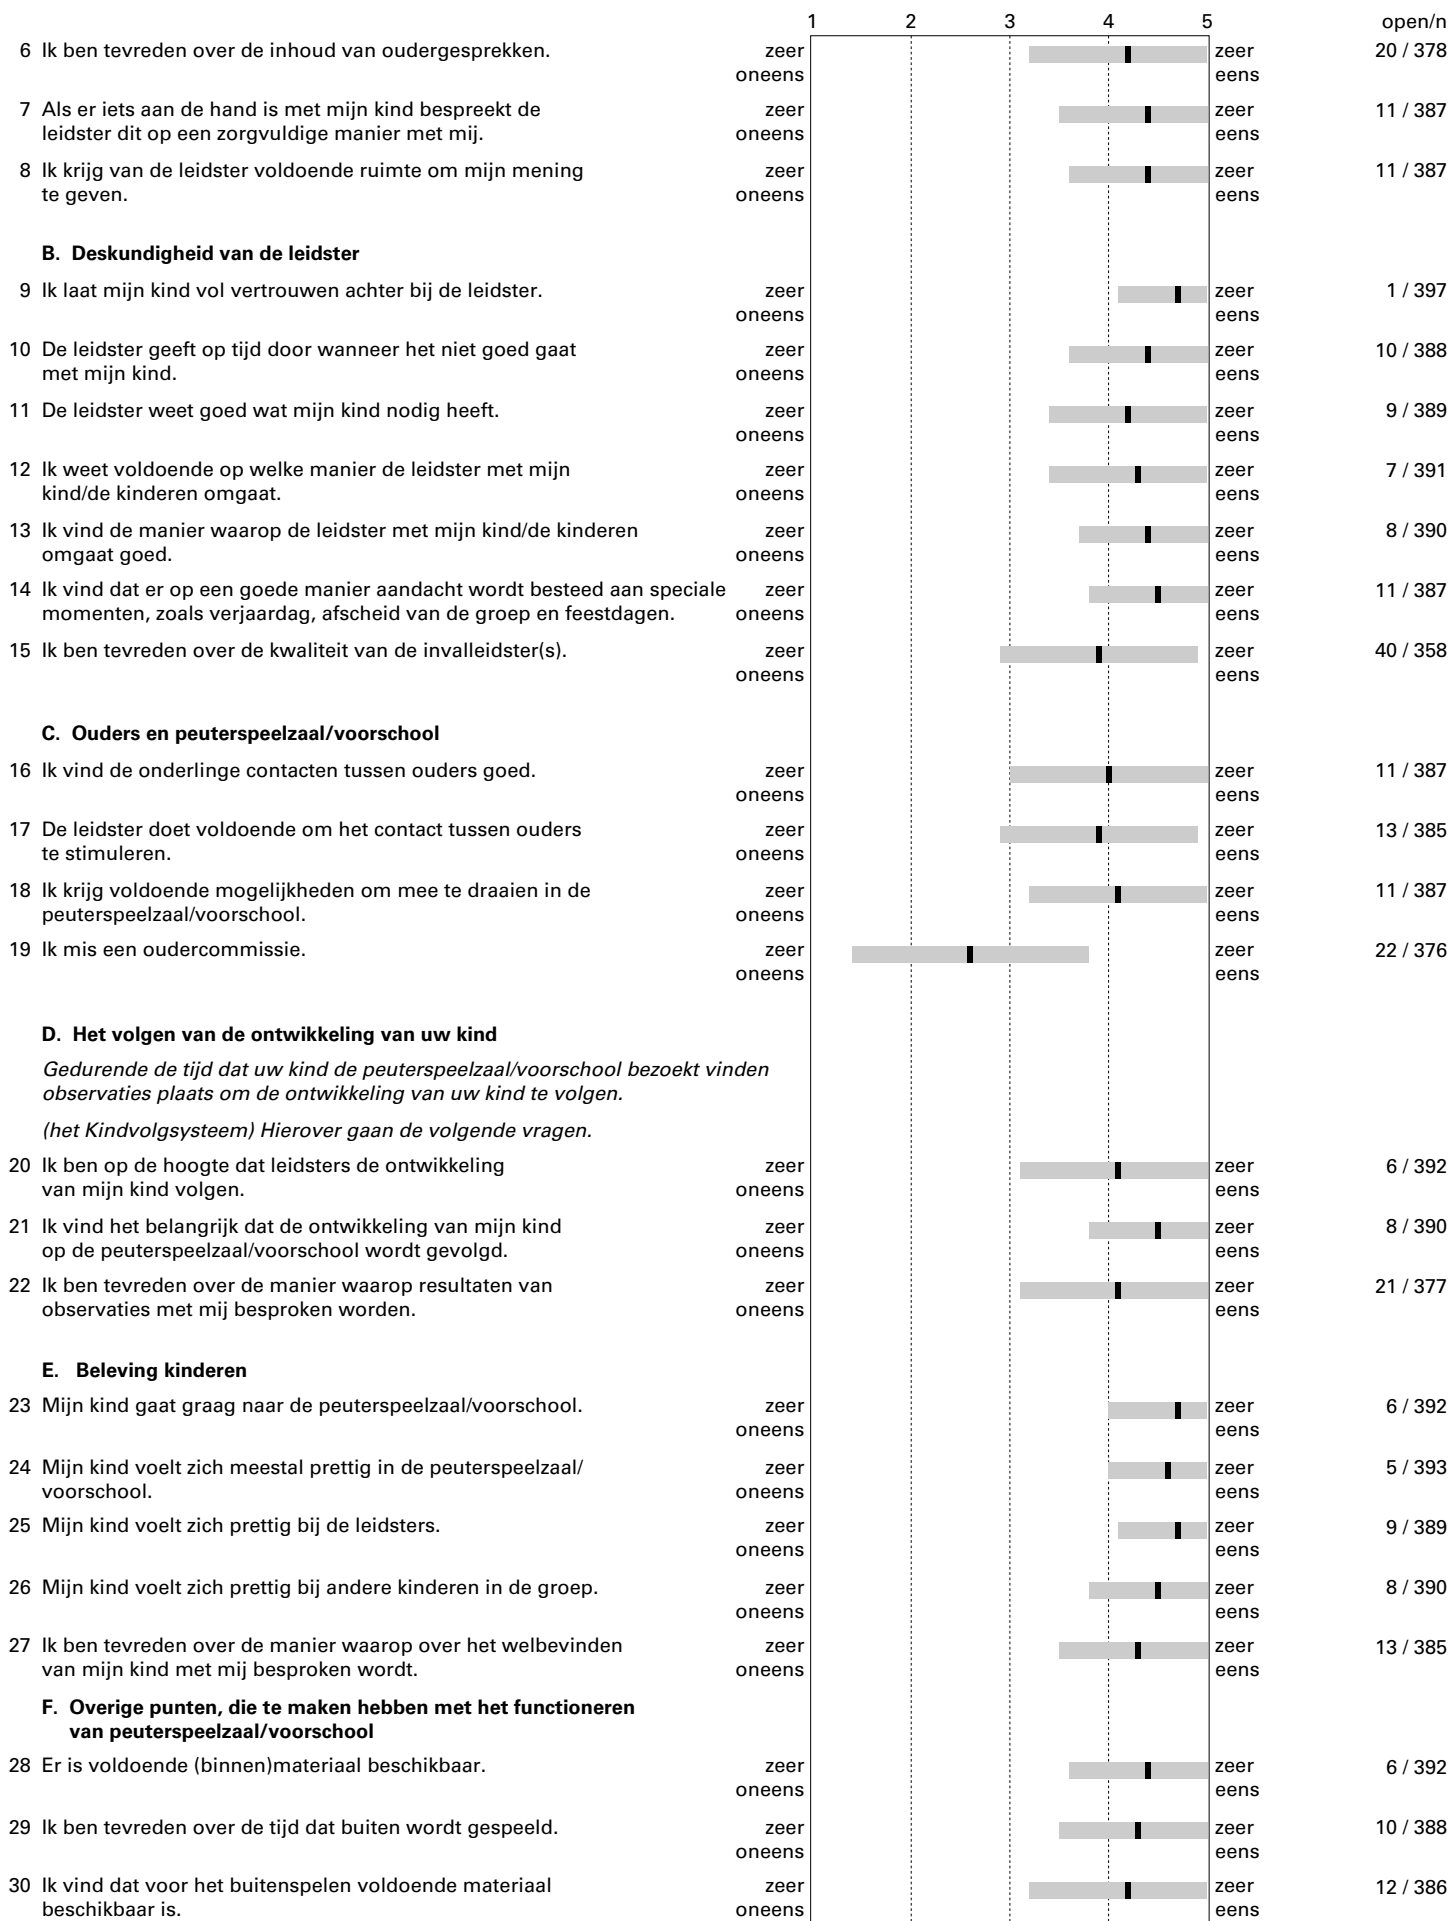 1 2 3 4 5 open/n
6 Ik ben tevreden over de inhoud van oudergesprekken. zeer zeer 20 / 378
oneens eens
7 Als er iets aan de hand is met mijn kind bespreekt de zeer zeer 11 / 387
leidster dit op een zorgvuldige manier met mij. oneens eens
8 Ik krijg van de leidster voldoende ruimte om mijn mening zeer zeer 11 / 387
te geven. oneens eens
B. Deskundigheid van de leidster
9 Ik laat mijn kind vol vertrouwen achter bij de leidster. zeer zeer 1 / 397
oneens eens
10 De leidster geeft op tijd door wanneer het niet goed gaat zeer zeer 10 / 388
met mijn kind. oneens eens
11 De leidster weet goed wat mijn kind nodig heeft. zeer zeer 9 / 389
oneens eens
12 Ik weet voldoende op welke manier de leidster met mijn zeer zeer 7 / 391
kind/de kinderen omgaat. oneens eens
13 Ik vind de manier waarop de leidster met mijn kind/de kinderen zeer zeer 8 / 390
omgaat goed. oneens eens
14 Ik vind dat er op een goede manier aandacht wordt besteed aan speciale zeer zeer 11 / 387
momenten, zoals verjaardag, afscheid van de groep en feestdagen. oneens eens
15 Ik ben tevreden over de kwaliteit van de invalleidster(s). zeer zeer 40 / 358
oneens eens
C. Ouders en peuterspeelzaal/voorschool
16 Ik vind de onderlinge contacten tussen ouders goed. zeer zeer 11 / 387
oneens eens
17 De leidster doet voldoende om het contact tussen ouders zeer zeer 13 / 385
te stimuleren. oneens eens
18 Ik krijg voldoende mogelijkheden om mee te draaien in de zeer zeer 11 / 387
peuterspeelzaal/voorschool. oneens eens
19 Ik mis een oudercommissie. zeer zeer 22 / 376
oneens eens
D. Het volgen van de ontwikkeling van uw kind
Gedurende de tijd dat uw kind de peuterspeelzaal/voorschool bezoekt vinden
observaties plaats om de ontwikkeling van uw kind te volgen.
(het Kindvolgsysteem) Hierover gaan de volgende vragen.
20 Ik ben op de hoogte dat leidsters de ontwikkeling zeer zeer 6 / 392
van mijn kind volgen. oneens eens
21 Ik vind het belangrijk dat de ontwikkeling van mijn kind zeer zeer 8 / 390
op de peuterspeelzaal/voorschool wordt gevolgd. oneens eens
22 Ik ben tevreden over de manier waarop resultaten van zeer zeer 21 / 377
observaties met mij besproken worden. oneens eens
E. Beleving kinderen
23 Mijn kind gaat graag naar de peuterspeelzaal/voorschool. zeer zeer 6 / 392
oneens eens
24 Mijn kind voelt zich meestal prettig in de peuterspeelzaal/ zeer zeer 5 / 393
voorschool. oneens eens
25 Mijn kind voelt zich prettig bij de leidsters. zeer zeer 9 / 389
oneens eens
26 Mijn kind voelt zich prettig bij andere kinderen in de groep. zeer zeer 8 / 390
oneens eens
27 Ik ben tevreden over de manier waarop over het welbevinden zeer zeer 13 / 385
van mijn kind met mij besproken wordt. oneens eens
F. Overige punten, die te maken hebben met het functioneren
van peuterspeelzaal/voorschool
28 Er is voldoende (binnen)materiaal beschikbaar. zeer zeer 6 / 392
oneens eens
29 Ik ben tevreden over de tijd dat buiten wordt gespeeld. zeer zeer 10 / 388
oneens eens
30 Ik vind dat voor het buitenspelen voldoende materiaal zeer zeer 12 / 386
beschikbaar is. oneens eens